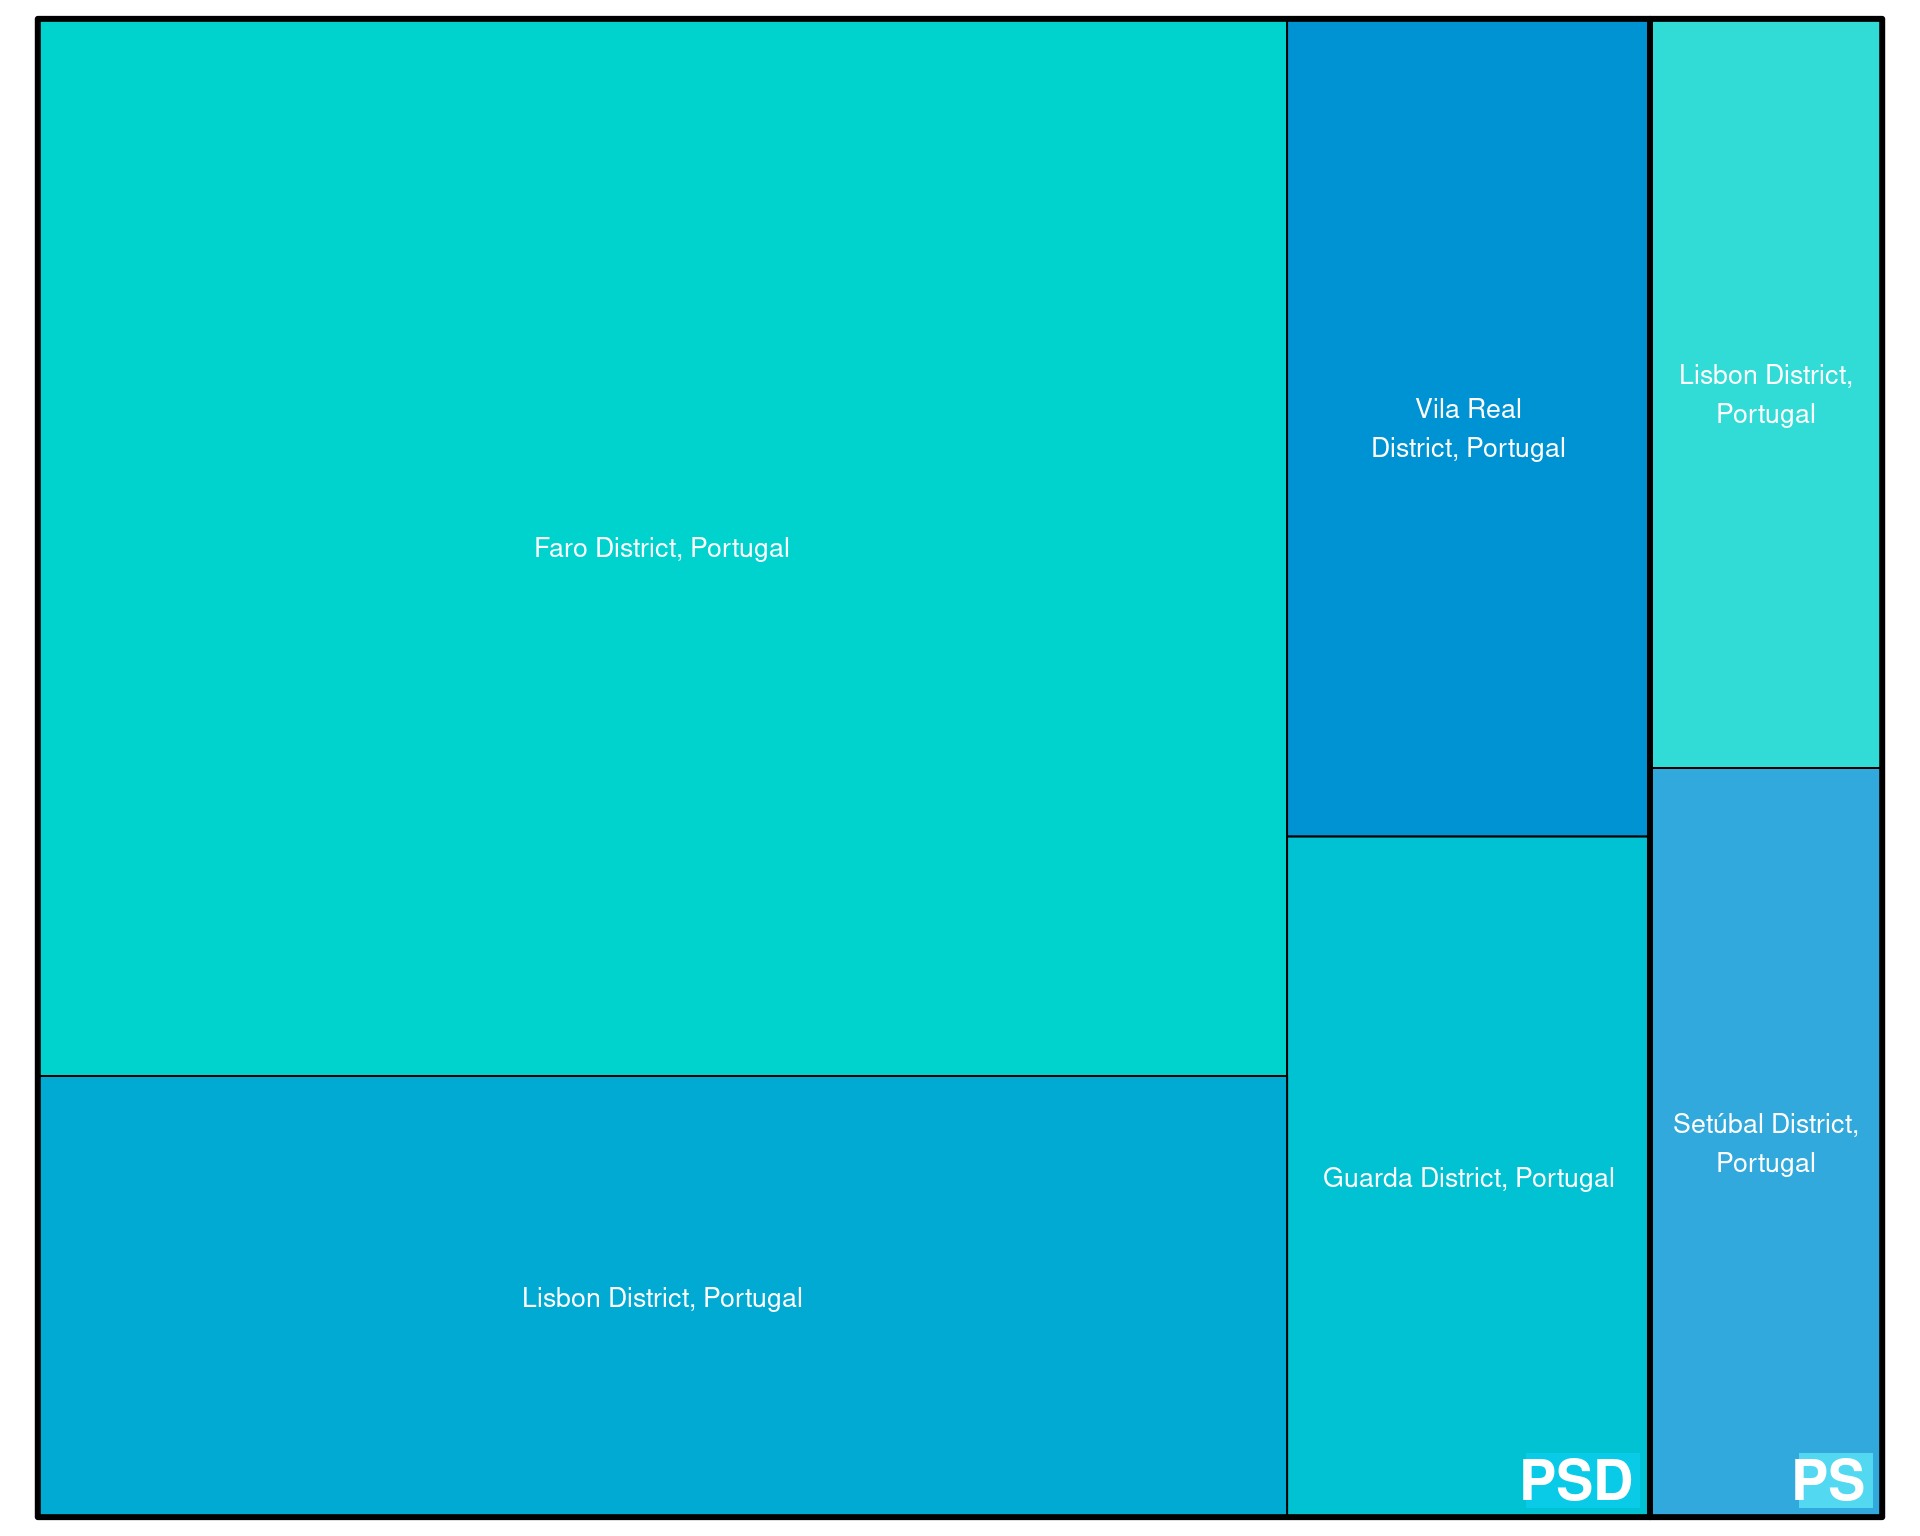 Faro District, Portugal
Lisbon District, Portugal
Vila Real
District, Portugal
Guarda District, Portugal
PSD
Lisbon District,
Portugal
Setúbal District,
Portugal
PS